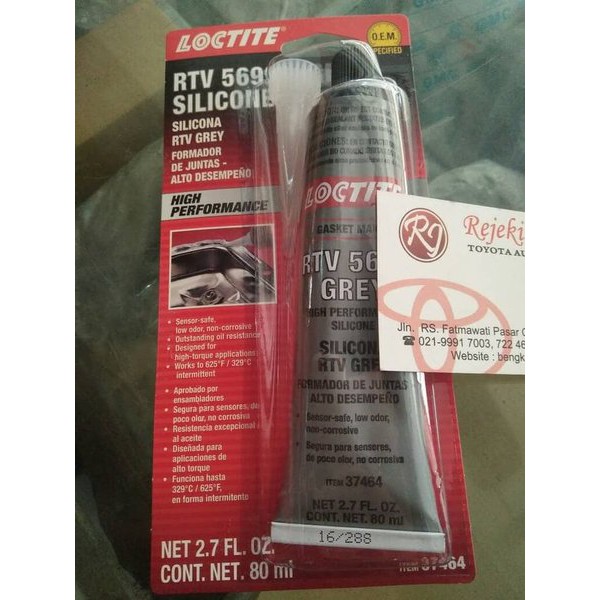 LOCTITE
O.E.M.
RTV 569
SILICONE
SILICONA
RTV GREY
FORMADOR
DE JUNTAS -
ALTO DESEMPEÑO
HIGH
PERFORMANCE
- Sensor-safe,
low odor, non-corrosive
- Outstanding oil resistance
- Designed for
high-torque applications
- Works to 625°F / 329°C
intermittent
- Aprobado por
ensambladores
- Segura para sensores, de
poco olor, no corrosiva
- Resistencia excepcional
al aceite
- Diseñada para
aplicaciones de
alto torque
- Funciona hasta
329°C / 625°F,
en forma intermitente
NET 2.7 FL. OZ.
CONT. NET. 80 ml
ITEM 37464
LOCTITE
GASKET
RTV 56
GREY
HIGH
SILICONE
SILICONA
RTV GREY
FORMADOR DE JUNTAS -
ALTO DESEMPEÑO
- Sensor-safe, low odor,
non-corrosive
- Segura para sensores,
de poco olor, no corrosiva
ITEM 37464
NET 2.7 FL. OZ.
CONT. NET. 80 ml
16/288
RJ
Rejeki
TOYOTA
Jln. RS. Fatmawati Pasar
021-9991 7003, 722 46
Website : bengk